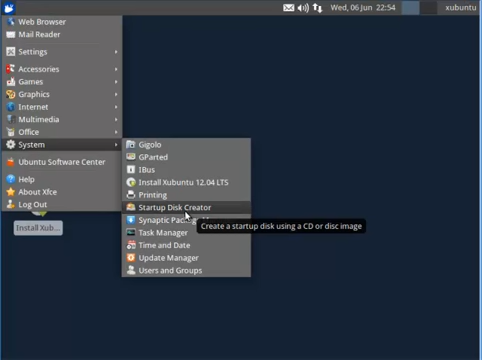 Wed, 06 Jun 22:54 xubuntu
Web Browser
Mail Reader
Settings
Accessories
Games
Graphics
Internet
Multimedia
Office
System
Ubuntu Software Center
Help
About Xfce
Log Out
Install Xub...
Gigolo
GParted
IBus
Install Xubuntu 12.04 LTS
Printing
Startup Disk Creator
Synaptic
Create a startup disk using a CD or disc image
Task Manager
Time and Date
Update Manager
Users and Groups